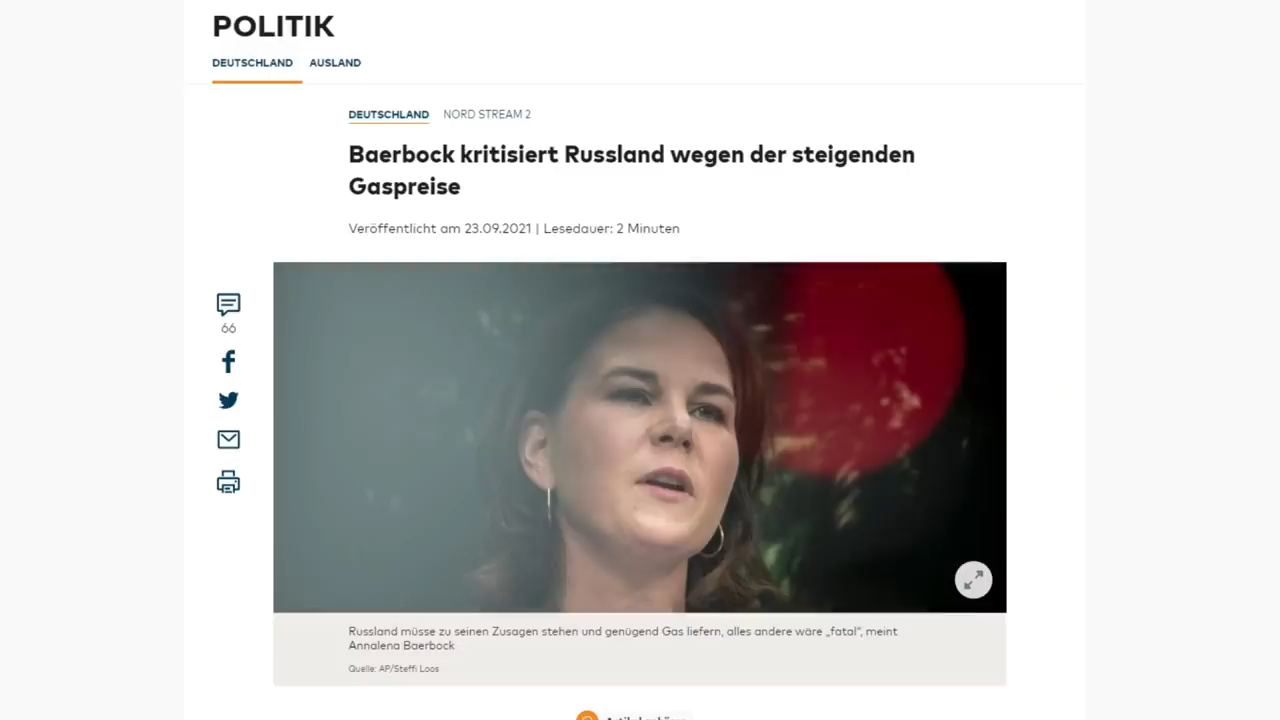 POLITIK
DEUTSCHLAND AUSLAND
DEUTSCHLAND NORD STREAM 2
Baerbock kritisiert Russland wegen der steigenden
Gaspreise
Veröffentlicht am 23.09.2021 | Lesedauer: 2 Minuten
66
Russland müsse zu seinen Zusagen stehen und genügend Gas liefern, alles andere wäre „fatal“, meint
Annalena Baerbock
Quelle: AP/Steffi Loos